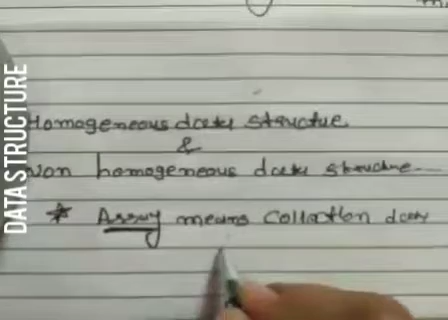 DATA STRUCTURE
Homogeneous data structure
&
Non homogeneous data structure
* Array means collection data